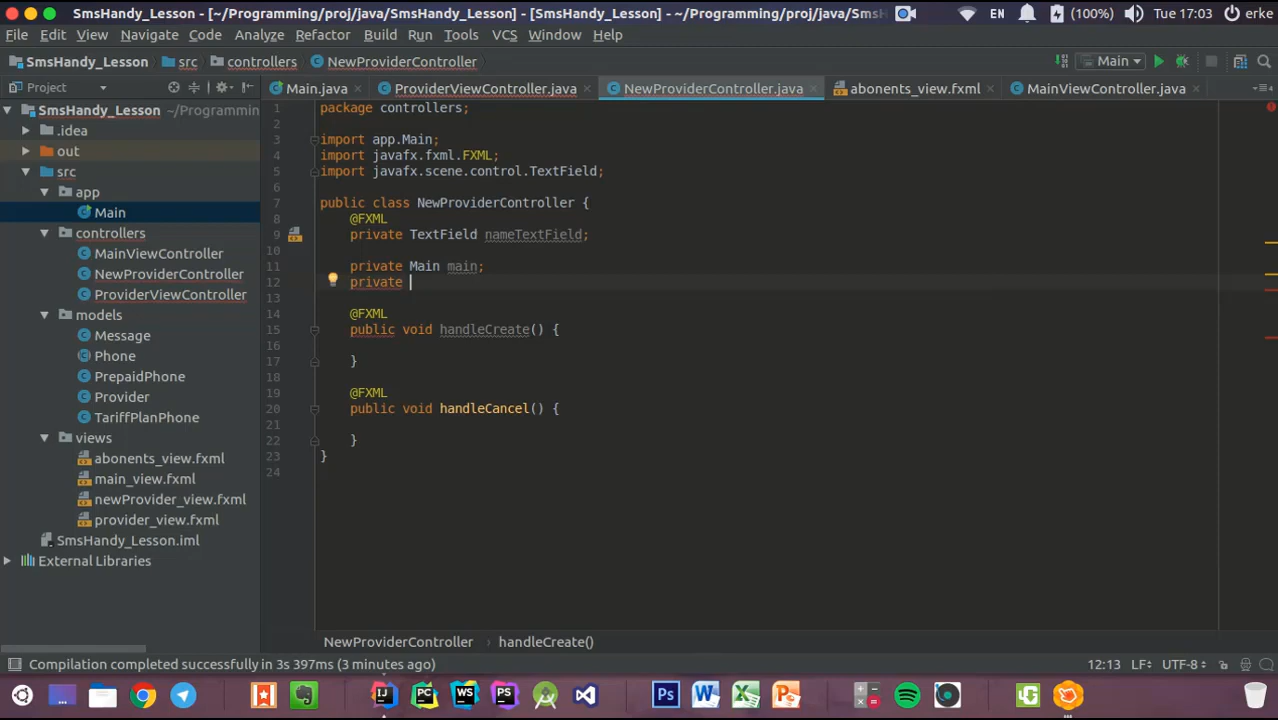 SmsHandy_Lesson - [~/Programming/proj/java/SmsHandy_Lesson] - [SmsHandy_Lesson] - ~/Programming/proj/java/SmsH
EN
(100%)
Tue 17:03
erke
File Edit View Navigate Code Analyze Refactor Build Run Tools VCS Window Help
SmsHandy_Lesson src controllers NewProviderController
Main
Project
Main.java
ProviderViewController.java
NewProviderController.java
abonents_view.fxml
MainViewController.java
SmsHandy_Lesson ~/Programmin
.idea
out
src
app
Main
controllers
MainViewController
NewProviderController
ProviderViewController
models
Message
Phone
PrepaidPhone
Provider
TariffPlanPhone
views
abonents_view.fxml
main_view.fxml
newProvider_view.fxml
provider_view.fxml
SmsHandy_Lesson.iml
External Libraries
1 package controllers;
2
3 import app.Main;
4 import javafx.fxml.FXML;
5 import javafx.scene.control.TextField;
6
7 public class NewProviderController {
8 @FXML
9 private TextField nameTextField;
10
11 private Main main;
12 private
13
14 @FXML
15 public void handleCreate() {
16
17 }
18
19 @FXML
20 public void handleCancel() {
21
22 }
23 }
24
NewProviderController › handleCreate()
Compilation completed successfully in 3s 397ms (3 minutes ago)
12:13 LF÷ UTF-8÷
IJ
PC
WS
PS
Ps